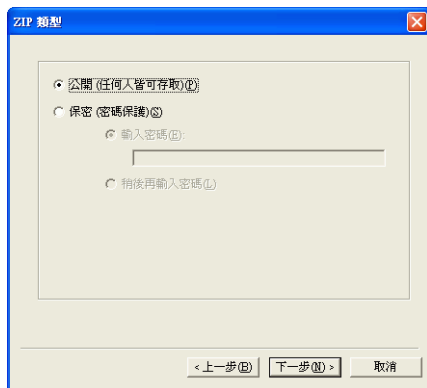 ZIP 類型
公開 (任何人皆可存取)(P)
保密 (密碼保護)(S)
輸入密碼(E):
稍後再輸入密碼(L)
<上一步(B) 下一步(N)> 取消